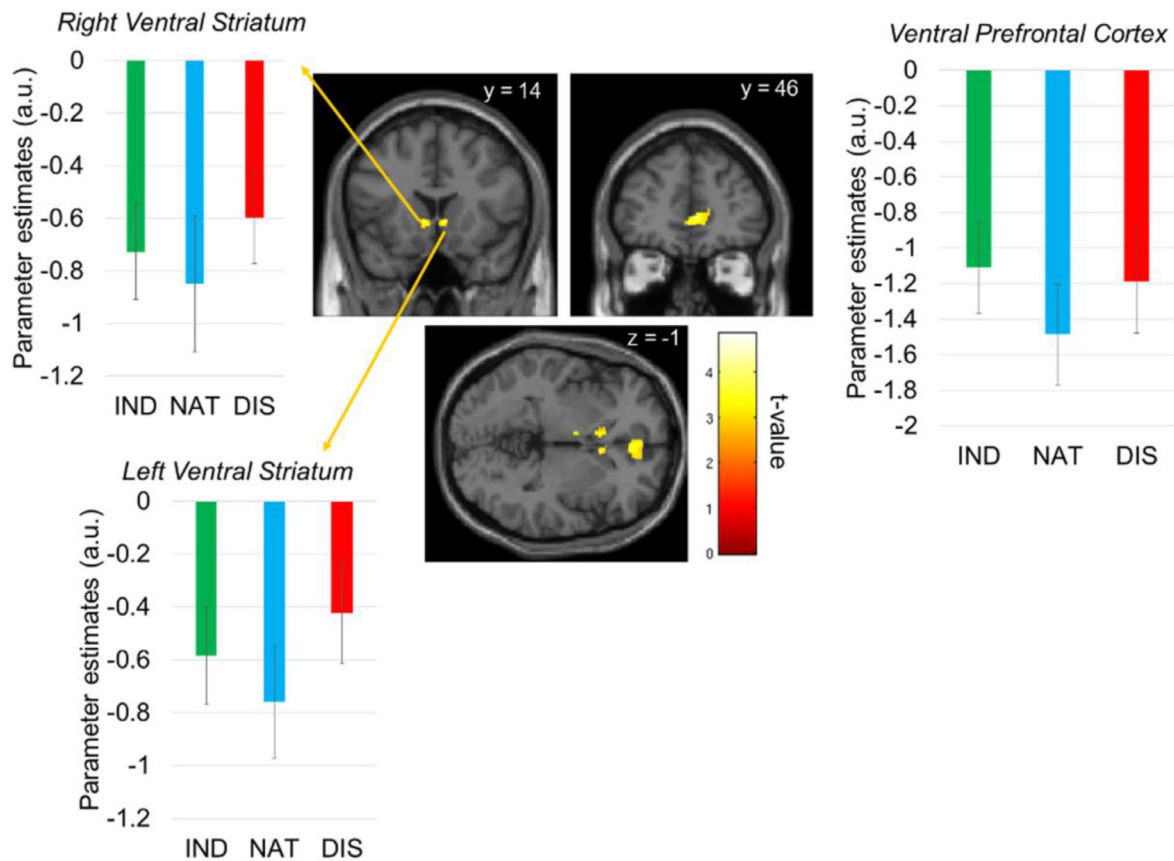 Right Ventral Striatum
Parameter estimates (a.u.)
0
-0.2
-0.4
-0.6
-0.8
-1
-1.2
IND NAT DIS
y = 14
y = 46
z = -1
4
3
2
1
0
t-value
Ventral Prefrontal Cortex
Parameter estimates (a.u.)
0
-0.2
-0.4
-0.6
-0.8
-1
-1.2
-1.4
-1.6
-1.8
-2
IND NAT DIS
Left Ventral Striatum
Parameter estimates (a.u.)
0
-0.2
-0.4
-0.6
-0.8
-1
-1.2
IND NAT DIS